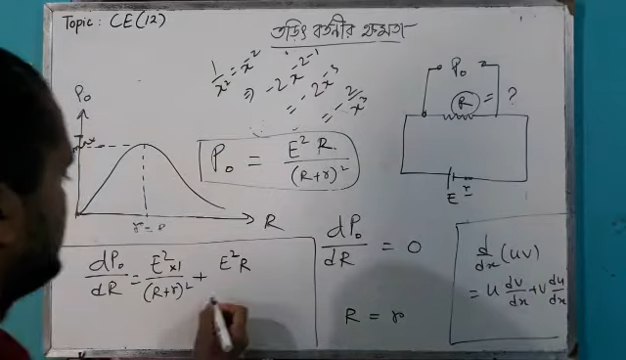 Topic: CE(12)
তড়িৎ বর্তনীর ক্ষমতা
1/x² = x⁻²
⇒ -2x⁻²⁻¹
= -2x⁻³
= -2/x³
P₀
P₀ = E²R/(R+r)²
R
P₀
R = ?
E r
dP₀/dR = 0
R = r
dP₀/dR = E²×1/(R+r)² + E²R
d/dx (uv)
= u dv/dx + v du/dx